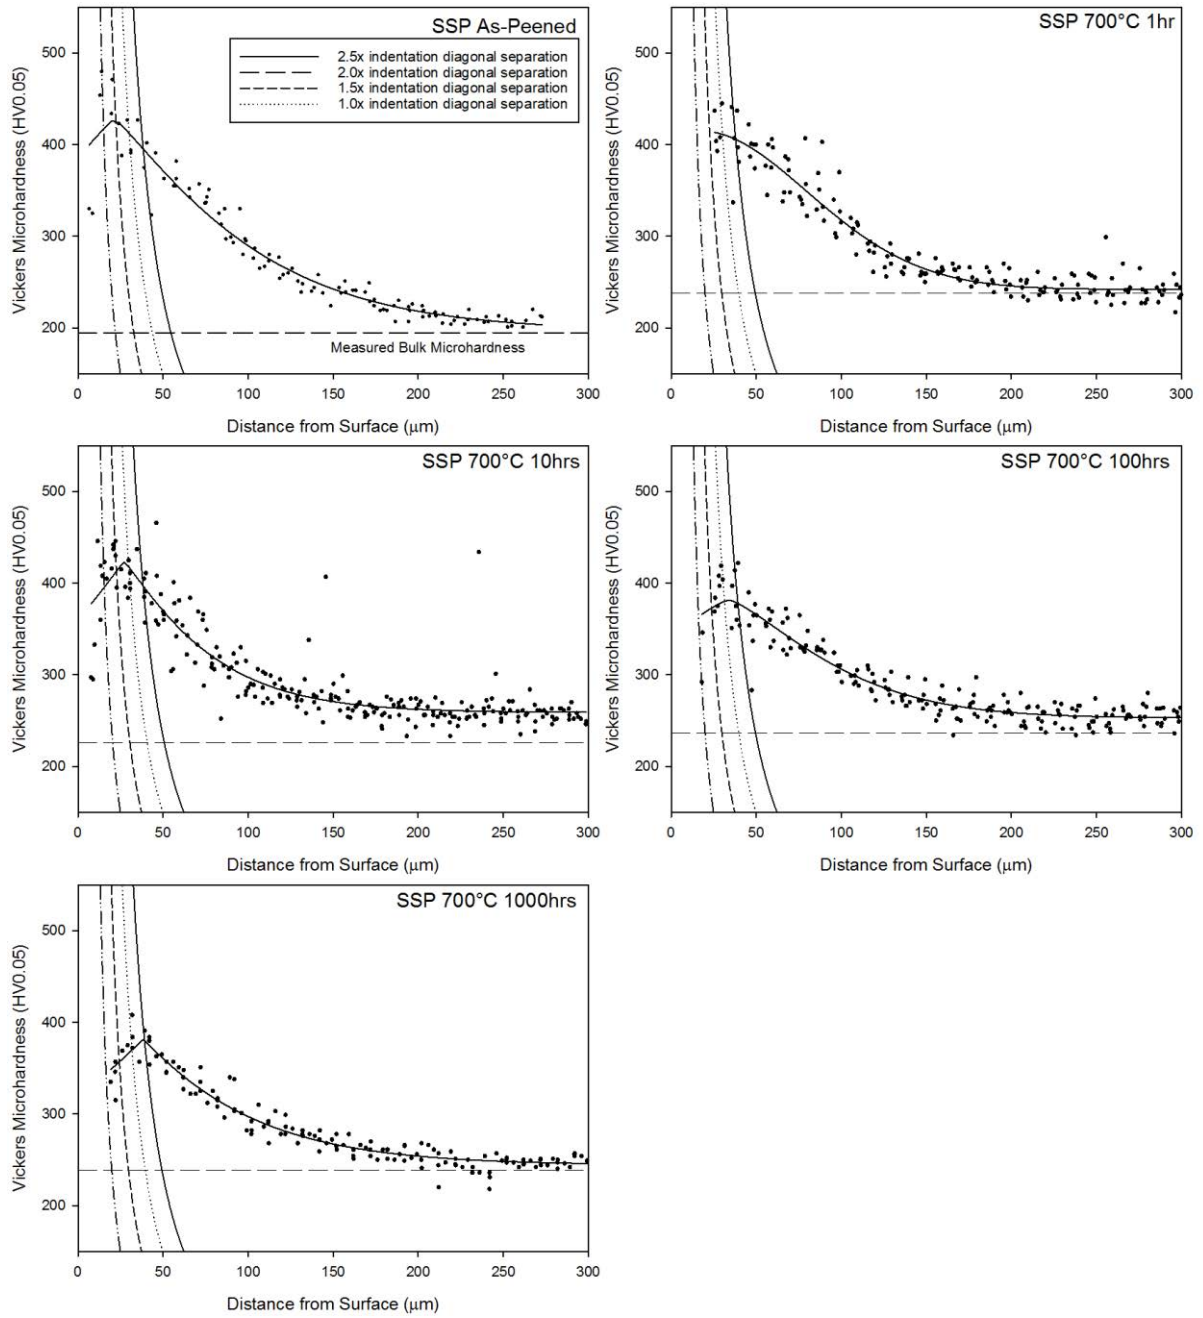 SSP As-Peened
2.5x indentation diagonal separation
2.0x indentation diagonal separation
1.5x indentation diagonal separation
1.0x indentation diagonal separation
Vickers Microhardness (HV0.05)
500
400
300
200
Measured Bulk Microhardness
0 50 100 150 200 250 300
Distance from Surface (μm)
SSP 700°C 1hr
Vickers Microhardness (HV0.05)
500
400
300
200
0 50 100 150 200 250 300
Distance from Surface (μm)
SSP 700°C 10hrs
Vickers Microhardness (HV0.05)
500
400
300
200
0 50 100 150 200 250 300
Distance from Surface (μm)
SSP 700°C 100hrs
Vickers Microhardness (HV0.05)
500
400
300
200
0 50 100 150 200 250 300
Distance from Surface (μm)
SSP 700°C 1000hrs
Vickers Microhardness (HV0.05)
500
400
300
200
0 50 100 150 200 250 300
Distance from Surface (μm)